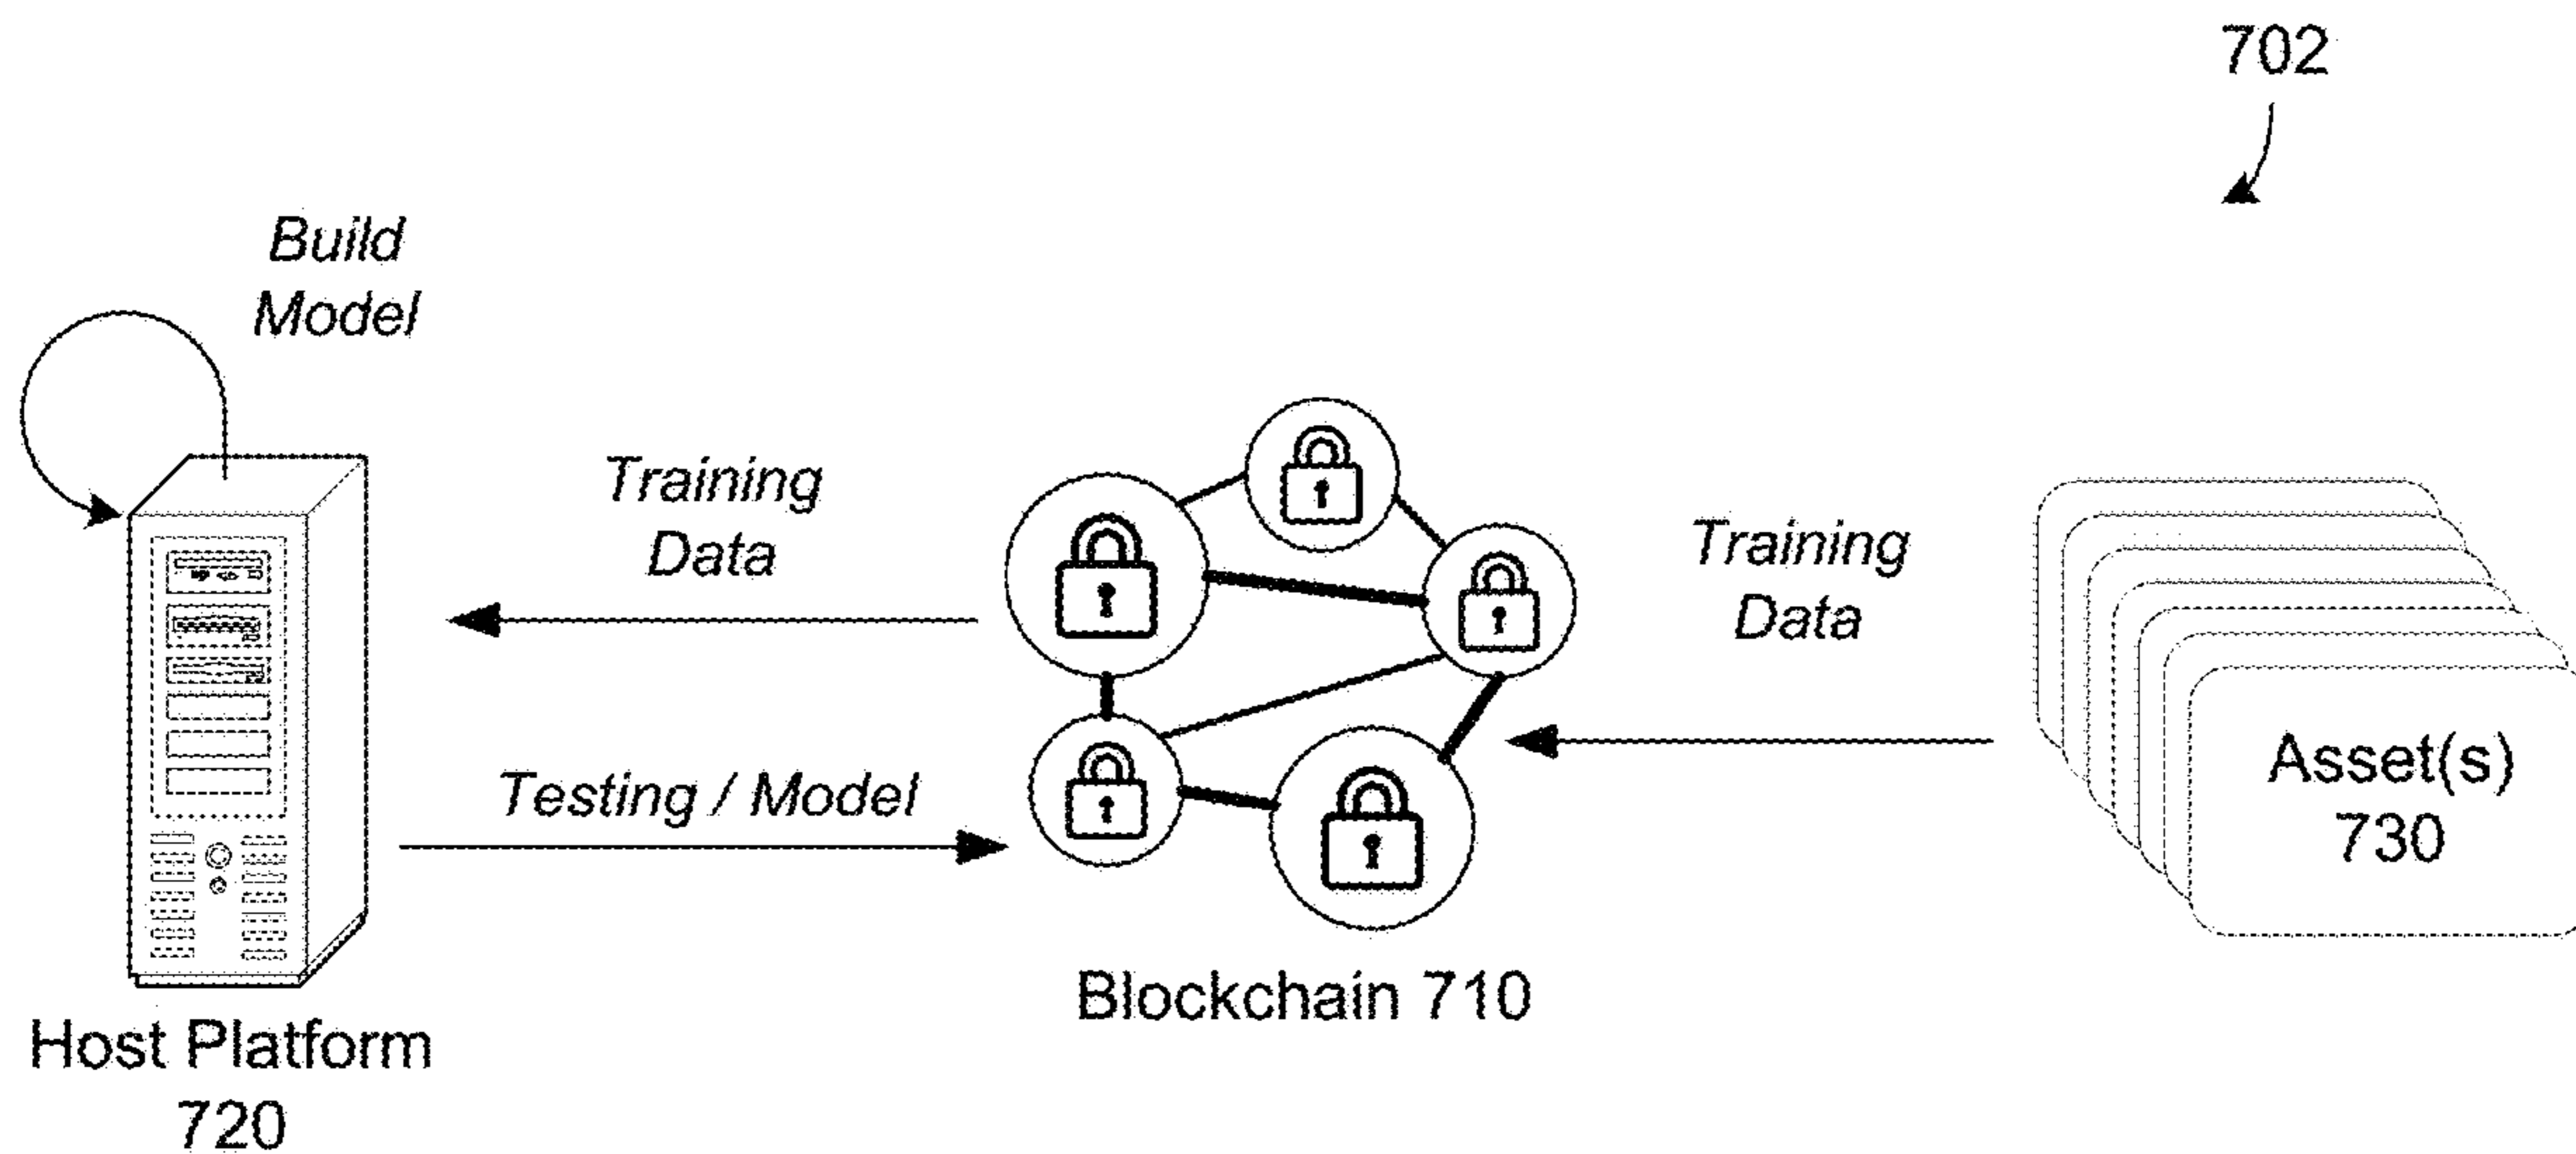 702
Build
Model
Training
Data
Training
Data
Testing / Model
Asset(s)
730
Blockchain 710
Host Platform
720